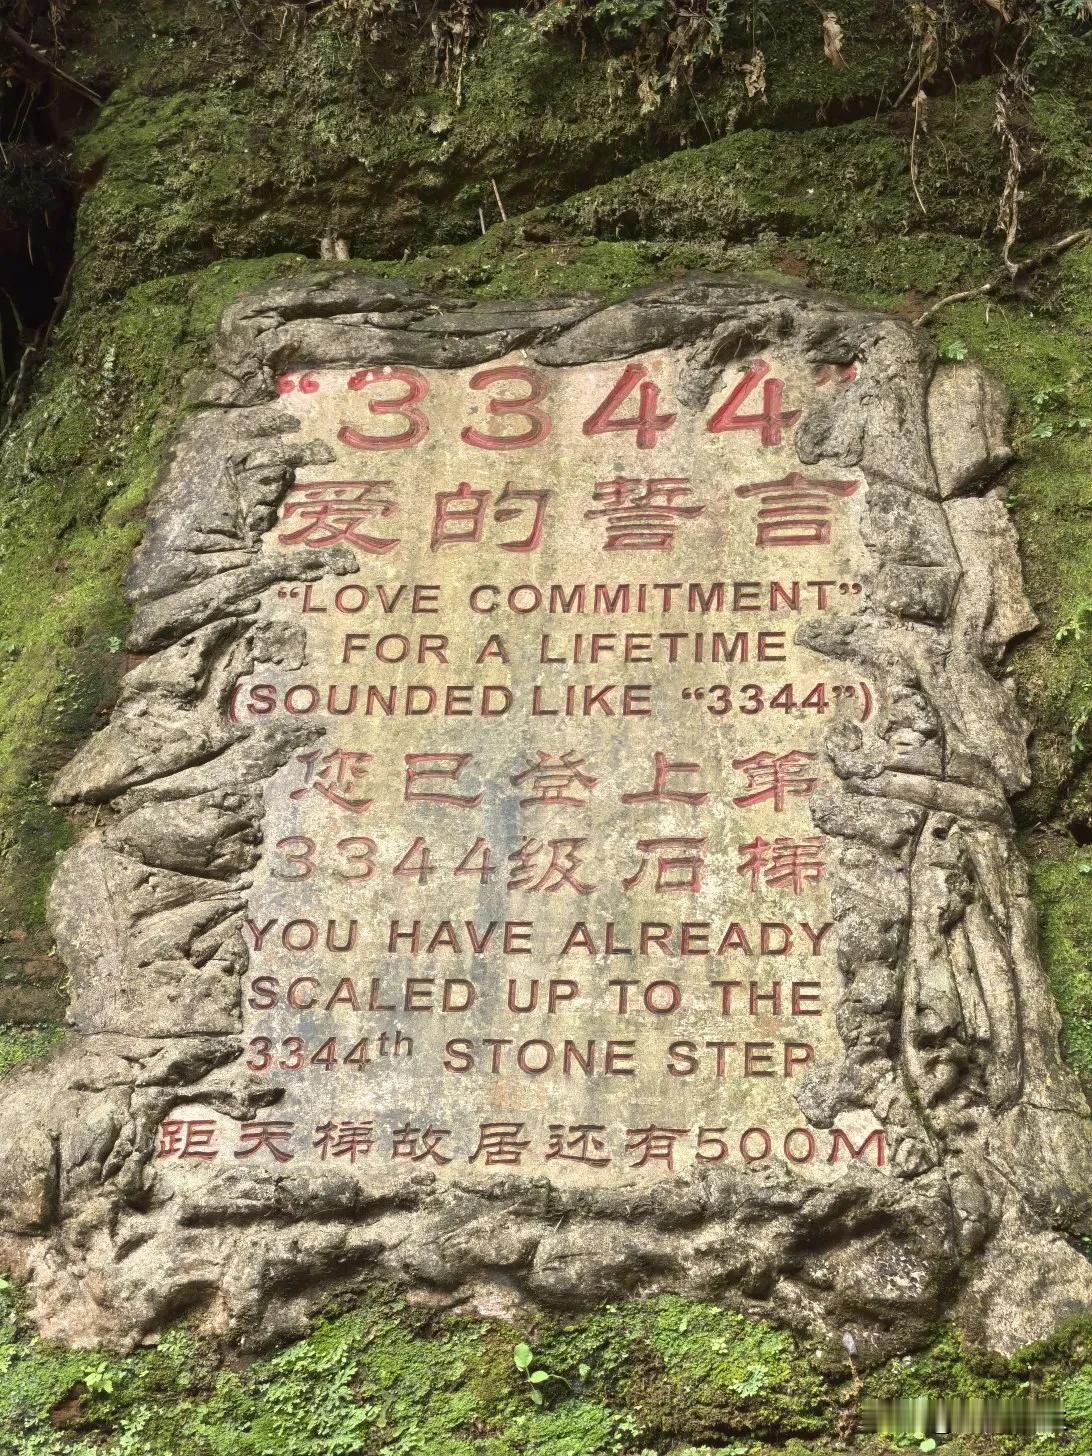 “3344”
爱的誓言
“LOVE COMMITMENT”
FOR A LIFETIME
(SOUNDED LIKE “3344”)
您已登上第
3344级石梯
YOU HAVE ALREADY
SCALED UP TO THE
3344th STONE STEP
距天梯故居还有500M